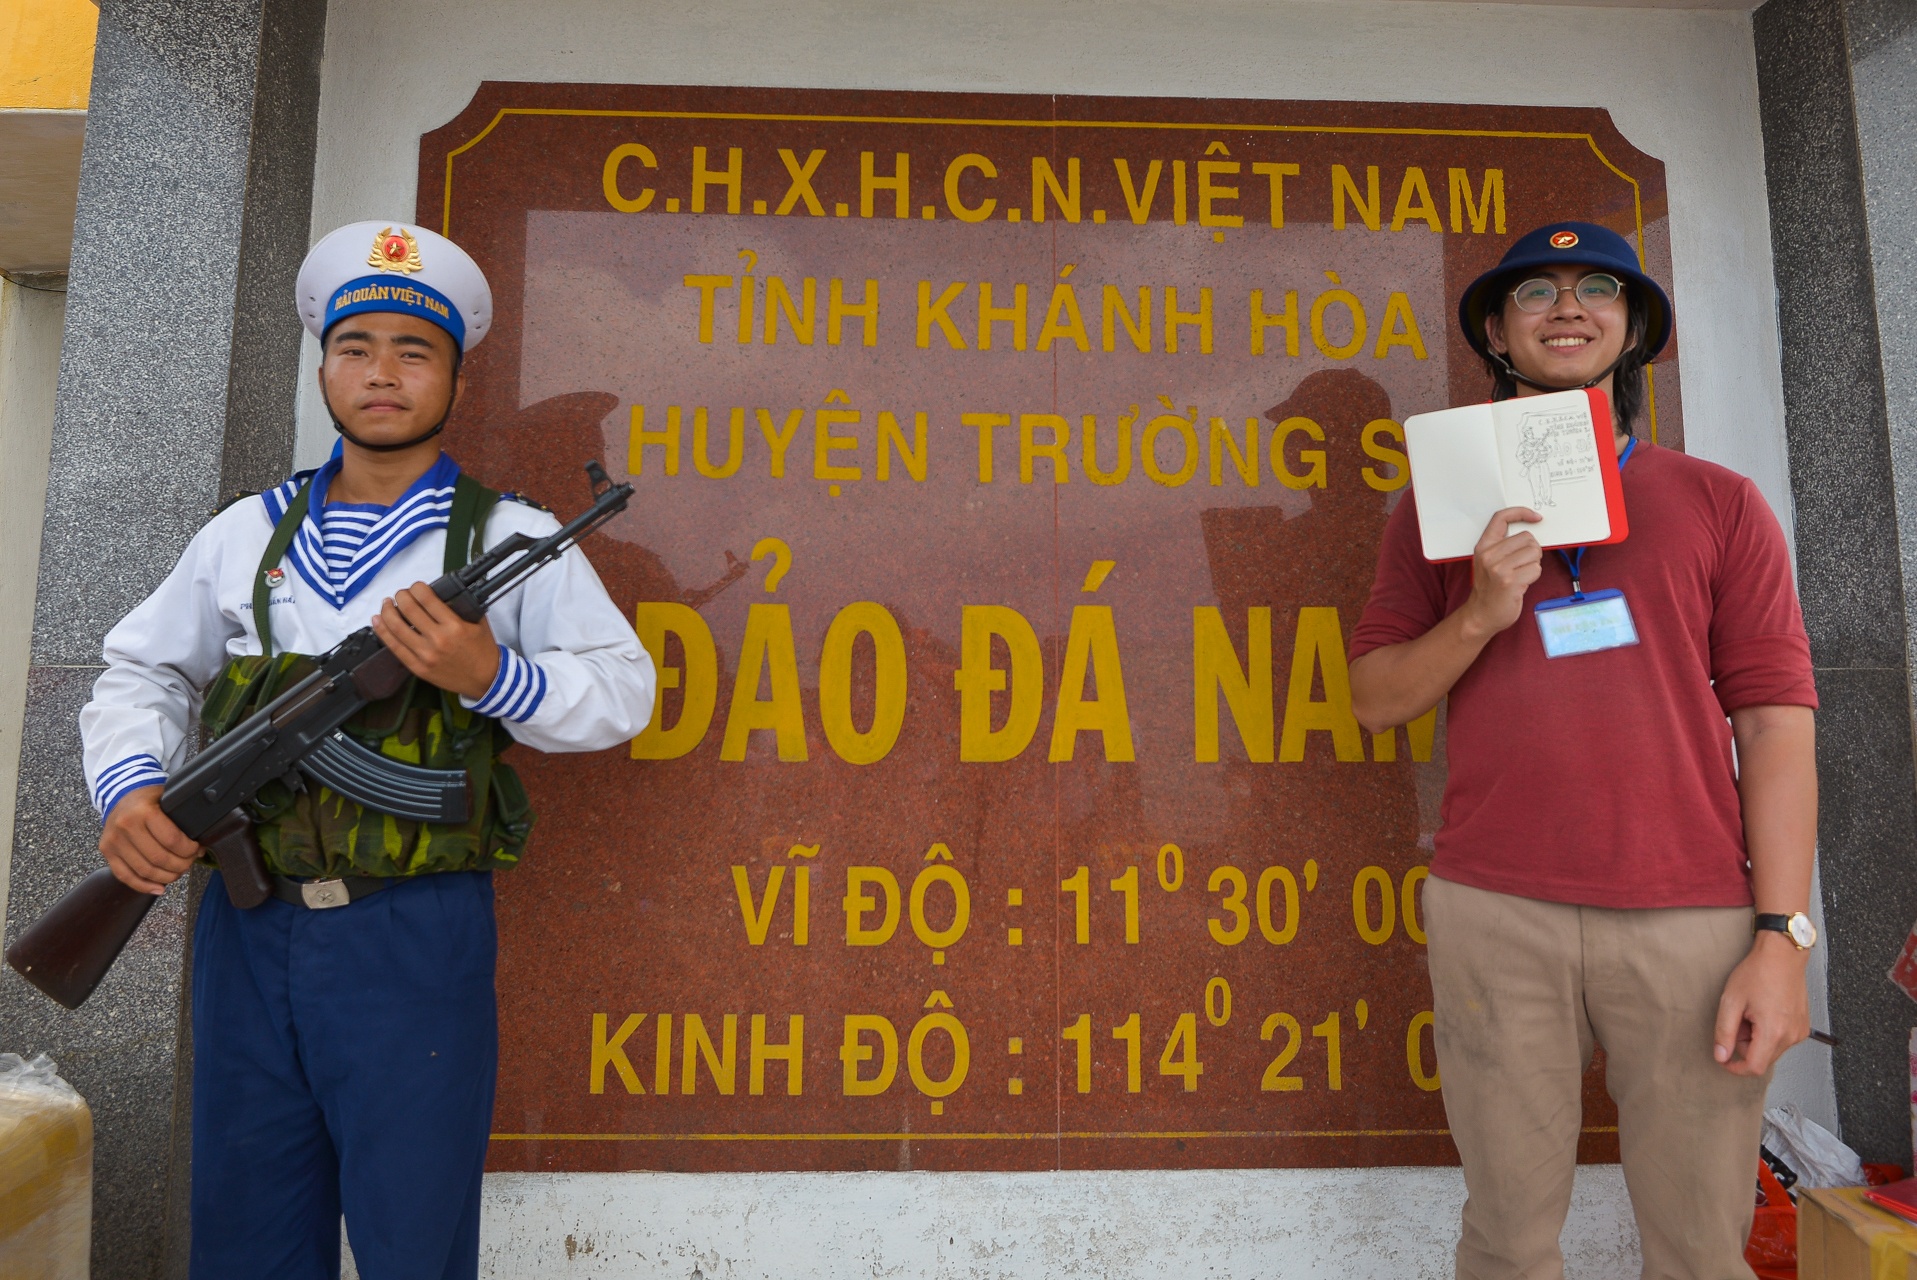 C.H.X.H.C.N.VIỆT NAM
TỈNH KHÁNH HÒA
HUYỆN TRƯỜNG S
ĐẢO ĐÁ NAM
VĨ ĐỘ : 11⁰ 30’ 00
KINH ĐỘ : 114⁰ 21’ 0
HẢI QUÂN VIỆT NAM